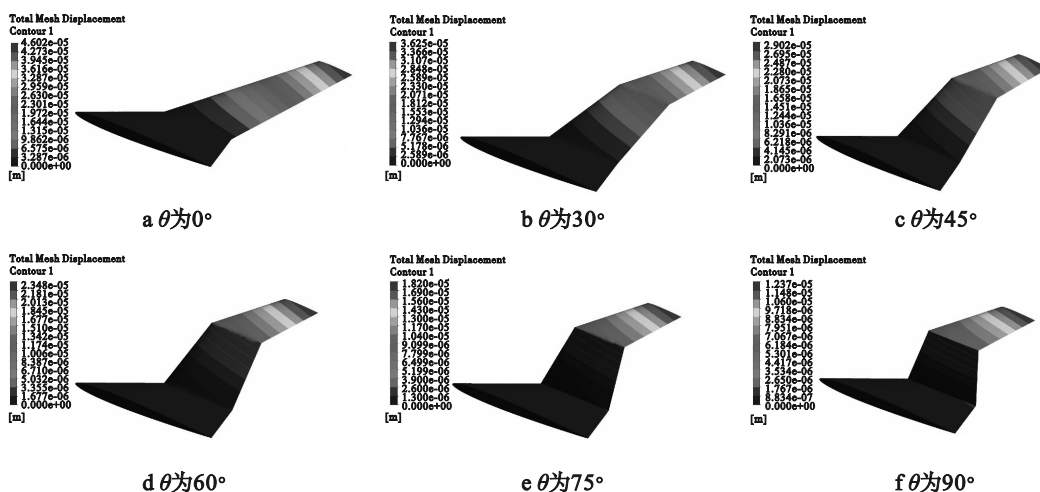 Total Mesh Displacement
Contour 1
4.602e-05
4.273e-05
3.945e-05
3.616e-05
3.287e-05
2.959e-05
2.630e-05
2.301e-05
1.972e-05
1.644e-05
1.315e-05
9.862e-06
6.575e-06
3.287e-06
0.000e+00
[m]
a θ为0°
Total Mesh Displacement
Contour 1
3.625e-05
3.366e-05
3.107e-05
2.848e-05
2.589e-05
2.330e-05
2.071e-05
1.812e-05
1.553e-05
1.294e-05
1.036e-05
7.767e-06
5.178e-06
2.589e-06
0.000e+00
[m]
b θ为30°
Total Mesh Displacement
Contour 1
2.902e-05
2.695e-05
2.487e-05
2.280e-05
2.073e-05
1.865e-05
1.658e-05
1.451e-05
1.244e-05
1.036e-05
8.291e-06
6.218e-06
4.145e-06
2.073e-06
0.000e+00
[m]
c θ为45°
Total Mesh Displacement
Contour 1
2.348e-05
2.181e-05
2.013e-05
1.845e-05
1.677e-05
1.510e-05
1.342e-05
1.174e-05
1.006e-05
8.387e-06
6.710e-06
5.032e-06
3.355e-06
1.677e-06
0.000e+00
[m]
d θ为60°
Total Mesh Displacement
Contour 1
1.820e-05
1.690e-05
1.560e-05
1.430e-05
1.300e-05
1.170e-05
1.040e-05
9.099e-06
7.799e-06
6.499e-06
5.199e-06
3.900e-06
2.600e-06
1.300e-06
0.000e+00
[m]
e θ为75°
Total Mesh Displacement
Contour 1
1.237e-05
1.148e-05
1.060e-05
9.718e-06
8.834e-06
7.951e-06
7.067e-06
6.184e-06
5.301e-06
4.417e-06
3.534e-06
2.650e-06
1.767e-06
8.834e-07
0.000e+00
[m]
f θ为90°